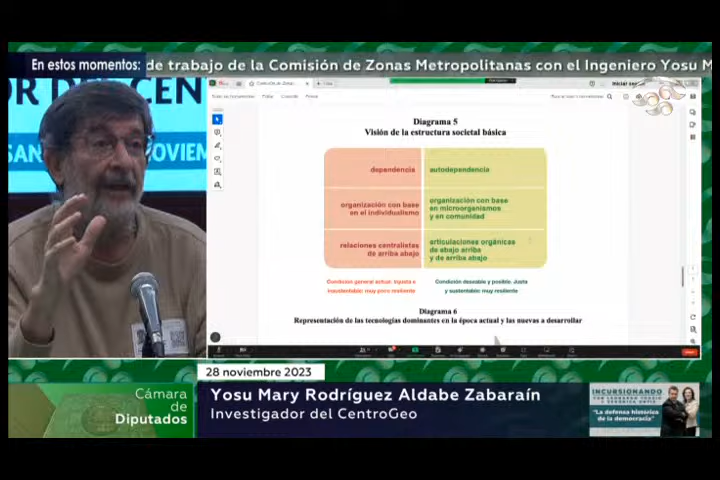 En estos momentos:
de trabajo de la Comisión de Zonas Metropolitanas con el Ingeniero Yosu M
OR DEL CEN
Diagrama 5
Visión de la estructura societal básica
dependencia
autodependencia
organización con base
en el individualismo
organización con base
en microorganismos
y en comunidad
relaciones centralistas
de arriba abajo
articulaciones orgánicas
de abajo arriba
y de arriba abajo
Condición general actual: injusta e
insustentable: muy poco resiliente
Condición deseable y posible: Justa
y sustentable: muy resiliente
Diagrama 6
Representación de las tecnologías dominantes en la época actual y las nuevas a desarrollar
28 noviembre 2023
Cámara
de
Diputados
Yosu Mary Rodríguez Aldabe Zabaraín
Investigador del CentroGeo
INCURSIONANDO
"La defensa histórica
de la democracia"